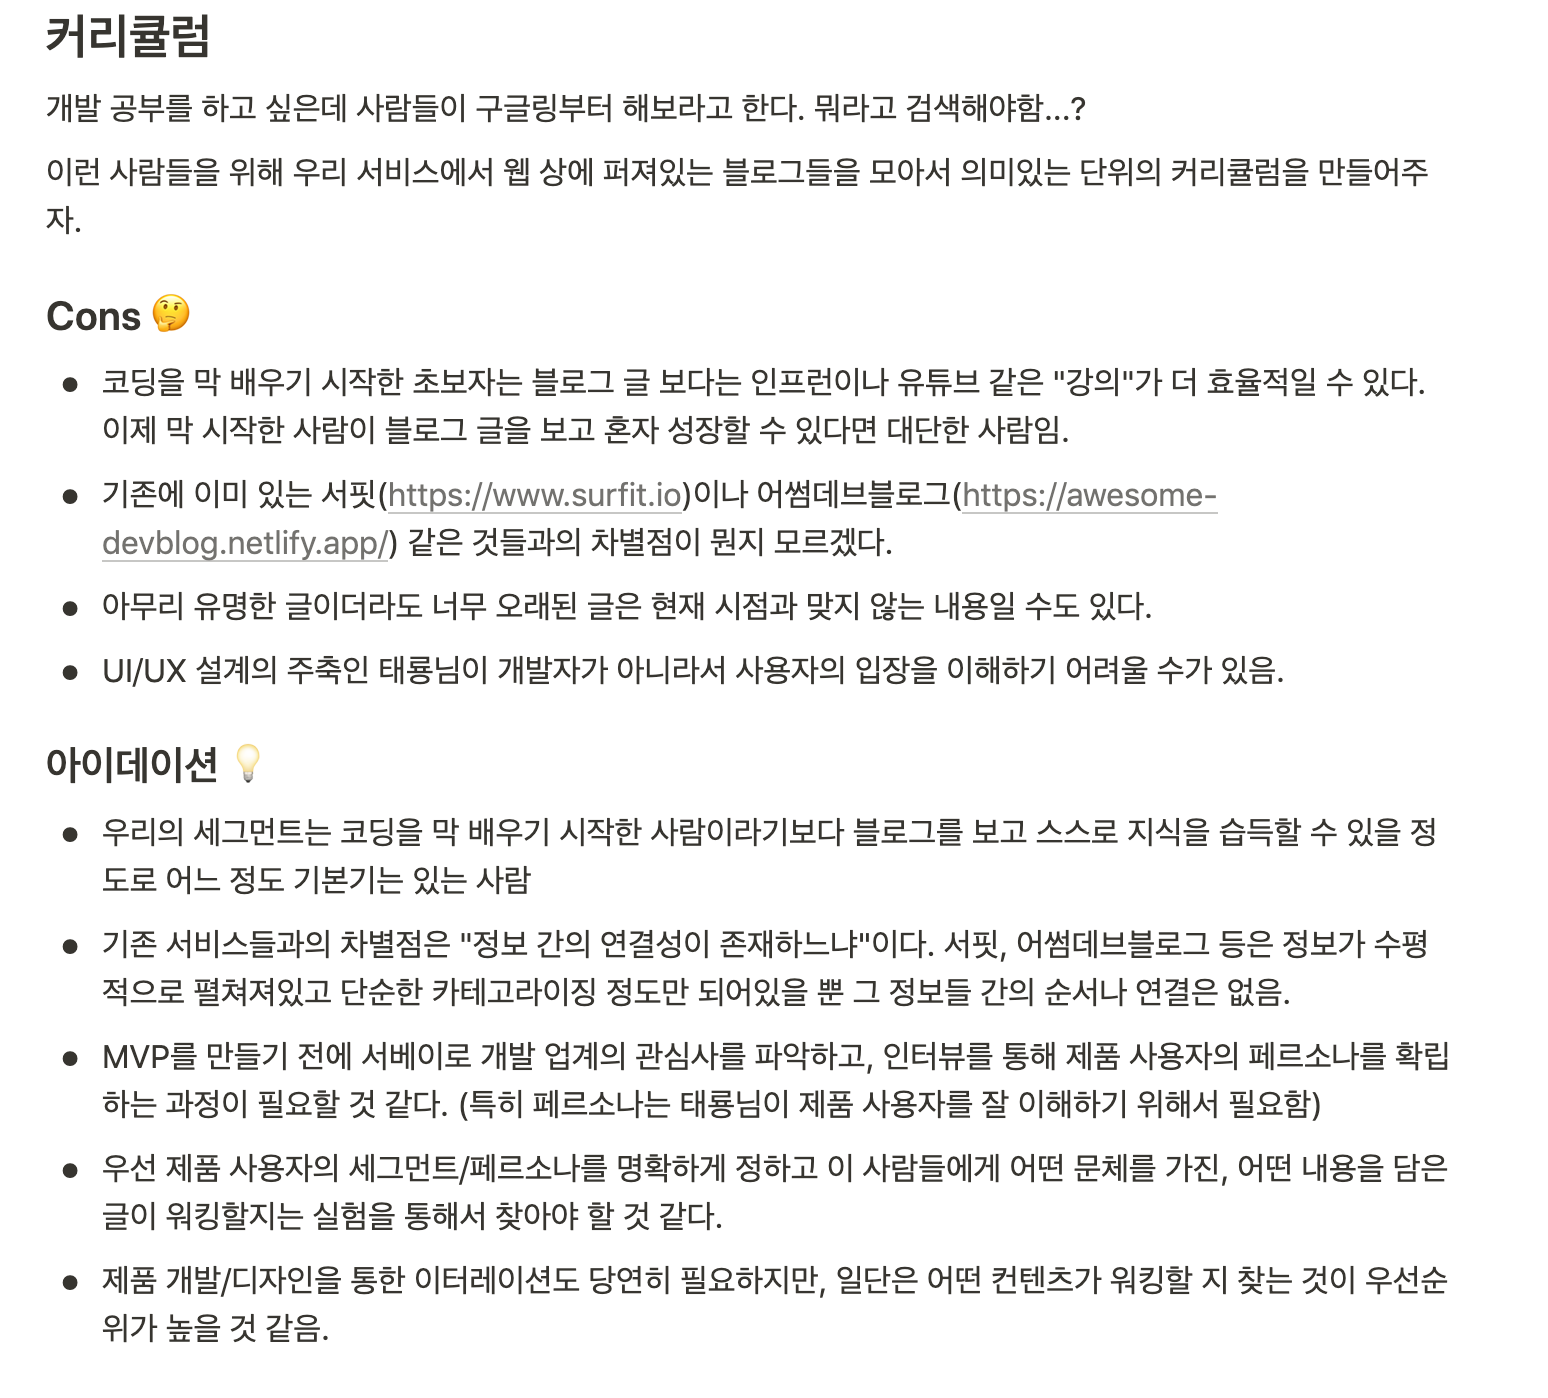 커리큘럼
개발 공부를 하고 싶은데 사람들이 구글링부터 해보라고 한다. 뭐라고 검색해야함...?
이런 사람들을 위해 우리 서비스에서 웹 상에 퍼져있는 블로그들을 모아서 의미있는 단위의 커리큘럼을 만들어주
자.
Cons 🤔
● 코딩을 막 배우기 시작한 초보자는 블로그 글 보다는 인프런이나 유튜브 같은 "강의"가 더 효율적일 수 있다.
이제 막 시작한 사람이 블로그 글을 보고 혼자 성장할 수 있다면 대단한 사람임.
● 기존에 이미 있는 서핏(https://www.surfit.io)이나 어썸데브블로그(https://awesome-
devblog.netlify.app/) 같은 것들과의 차별점이 뭔지 모르겠다.
● 아무리 유명한 글이더라도 너무 오래된 글은 현재 시점과 맞지 않는 내용일 수도 있다.
● UI/UX 설계의 주축인 태룡님이 개발자가 아니라서 사용자의 입장을 이해하기 어려울 수가 있음.
아이데이션 💡
● 우리의 세그먼트는 코딩을 막 배우기 시작한 사람이라기보다 블로그를 보고 스스로 지식을 습득할 수 있을 정
도로 어느 정도 기본기는 있는 사람
● 기존 서비스들과의 차별점은 "정보 간의 연결성이 존재하느냐"이다. 서핏, 어썸데브블로그 등은 정보가 수평
적으로 펼쳐져있고 단순한 카테고라이징 정도만 되어있을 뿐 그 정보들 간의 순서나 연결은 없음.
● MVP를 만들기 전에 서베이로 개발 업계의 관심사를 파악하고, 인터뷰를 통해 제품 사용자의 페르소나를 확립
하는 과정이 필요할 것 같다. (특히 페르소나는 태룡님이 제품 사용자를 잘 이해하기 위해서 필요함)
● 우선 제품 사용자의 세그먼트/페르소나를 명확하게 정하고 이 사람들에게 어떤 문체를 가진, 어떤 내용을 담은
글이 워킹할지는 실험을 통해서 찾아야 할 것 같다.
● 제품 개발/디자인을 통한 이터레이션도 당연히 필요하지만, 일단은 어떤 컨텐츠가 워킹할 지 찾는 것이 우선순
위가 높을 것 같음.